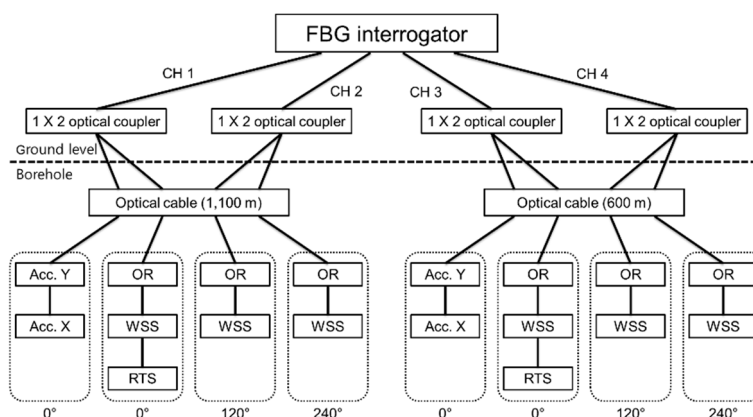 FBG interrogator
CH 1
CH 2
CH 3
CH 4
1 X 2 optical coupler
1 X 2 optical coupler
1 X 2 optical coupler
1 X 2 optical coupler
Ground level
Borehole
Optical cable (1,100 m)
Optical cable (600 m)
Acc. Y
OR
OR
OR
Acc. Y
OR
OR
OR
Acc. X
WSS
WSS
WSS
Acc. X
WSS
WSS
WSS
RTS
RTS
0°
0°
120°
240°
0°
0°
120°
240°